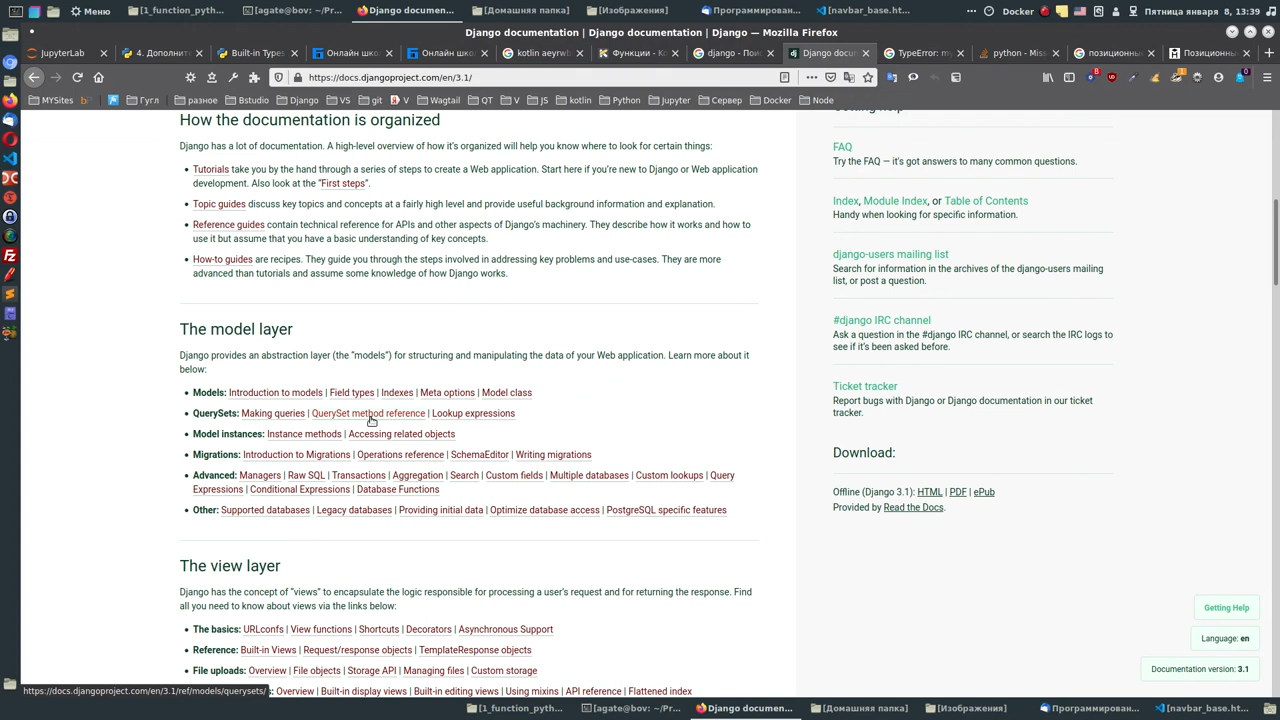 Меню
[1_function_pyth...
[agate@bov: ~/Pr...
Django documen...
[Домашняя папка]
[Изображения]
Программирован...
[navbar_base.ht...
Docker
Пятница января 8, 13:39
Django documentation | Django documentation | Django — Mozilla Firefox
JupyterLab
4. Дополните
Built-in Types
Онлайн школ
Онлайн школ
kotlin aeyrwb
Функции - Ко
django - Поис
Django docum
TypeError: my
python - Miss
позиционные
Позиционны
https://docs.djangoproject.com/en/3.1/
MYSites
Гугл
разное
Bstudio
Django
VS
git
V
Wagtail
QT
V
JS
kotlin
Python
Jupyter
Сервер
Docker
Node
How the documentation is organized
Django has a lot of documentation. A high-level overview of how it's organized will help you know where to look for certain things:
• Tutorials take you by the hand through a series of steps to create a Web application. Start here if you're new to Django or Web application
development. Also look at the "First steps".
• Topic guides discuss key topics and concepts at a fairly high level and provide useful background information and explanation.
• Reference guides contain technical reference for APIs and other aspects of Django's machinery. They describe how it works and how to
use it but assume that you have a basic understanding of key concepts.
• How-to guides are recipes. They guide you through the steps involved in addressing key problems and use-cases. They are more
advanced than tutorials and assume some knowledge of how Django works.
The model layer
Django provides an abstraction layer (the "models") for structuring and manipulating the data of your Web application. Learn more about it
below:
• Models: Introduction to models | Field types | Indexes | Meta options | Model class
• QuerySets: Making queries | QuerySet method reference | Lookup expressions
• Model instances: Instance methods | Accessing related objects
• Migrations: Introduction to Migrations | Operations reference | SchemaEditor | Writing migrations
• Advanced: Managers | Raw SQL | Transactions | Aggregation | Search | Custom fields | Multiple databases | Custom lookups | Query
Expressions | Conditional Expressions | Database Functions
• Other: Supported databases | Legacy databases | Providing initial data | Optimize database access | PostgreSQL specific features
The view layer
Django has the concept of "views" to encapsulate the logic responsible for processing a user's request and for returning the response. Find
all you need to know about views via the links below:
• The basics: URLconfs | View functions | Shortcuts | Decorators | Asynchronous Support
• Reference: Built-in Views | Request/response objects | TemplateResponse objects
• File uploads: Overview | File objects | Storage API | Managing files | Custom storage
s: Overview | Built-in display views | Built-in editing views | Using mixins | API reference | Flattened index
https://docs.djangoproject.com/en/3.1/ref/models/querysets/
FAQ
Try the FAQ — it's got answers to many common questions.
Index, Module Index, or Table of Contents
Handy when looking for specific information.
django-users mailing list
Search for information in the archives of the django-users mailing
list, or post a question.
#django IRC channel
Ask a question in the #django IRC channel, or search the IRC logs to
see if it's been asked before.
Ticket tracker
Report bugs with Django or Django documentation in our ticket
tracker.
Download:
Offline (Django 3.1): HTML | PDF | ePub
Provided by Read the Docs.
Getting Help
Language: en
Documentation version: 3.1
[1_function_pyth...
[agate@bov: ~/Pr...
Django documen...
[Домашняя папка]
[Изображения]
Программирован...
[navbar_base.ht...